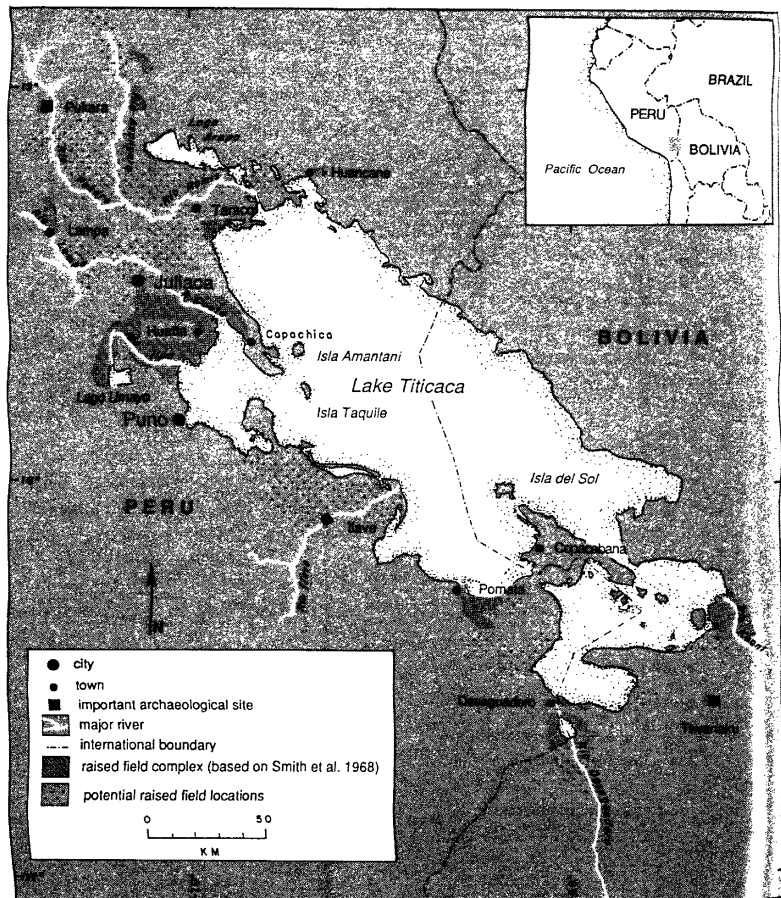 BRAZIL
PERU
BOLIVIA
Pacific Ocean
Pukara
Lago
Arapa
Huancane
Taraco
Lampa
Juliaca
Huatta
Capachica
Isla Amantani
BOLIVIA
Lake Titicaca
Lago Umayo
Isla Taquile
Puno
Isla del Sol
PERU
Ilave
Copacabana
Pomata
N
Desaguadero
Tiwanaku
city
town
important archaeological site
major river
international boundary
raised field complex (based on Smith et al. 1968)
potential raised field locations
0 50
KM